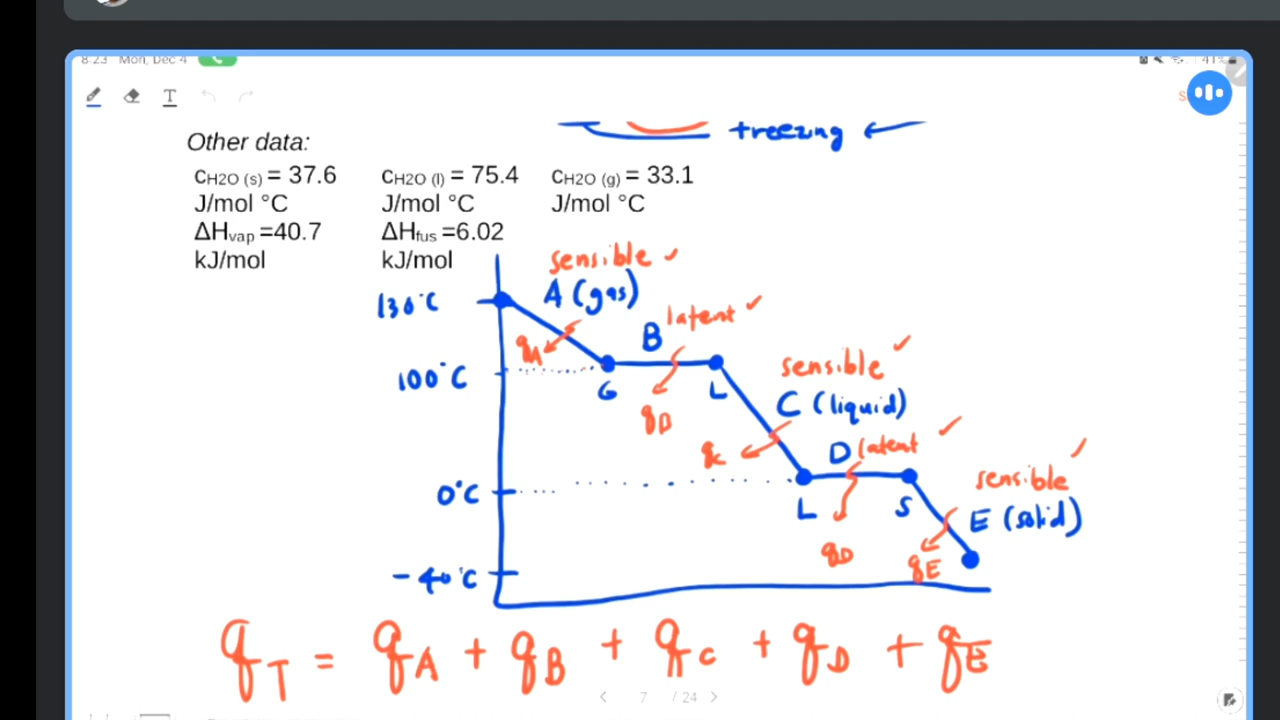 8:23 Mon, Dec 4
41%
T
Other data:
freezing
cH2O (s) = 37.6 J/mol °C
cH2O (l) = 75.4 J/mol °C
cH2O (g) = 33.1 J/mol °C
ΔHvap =40.7 kJ/mol
ΔHfus =6.02 kJ/mol
sensible
A (gas)
130°C
latent
B
qA
100°C
G
L
qB
sensible
C (liquid)
qc
D latent
0°C
L
S
sensible
E (solid)
qD
qE
-40°C
qT = qA + qB + qC + qD + qE
7 / 24